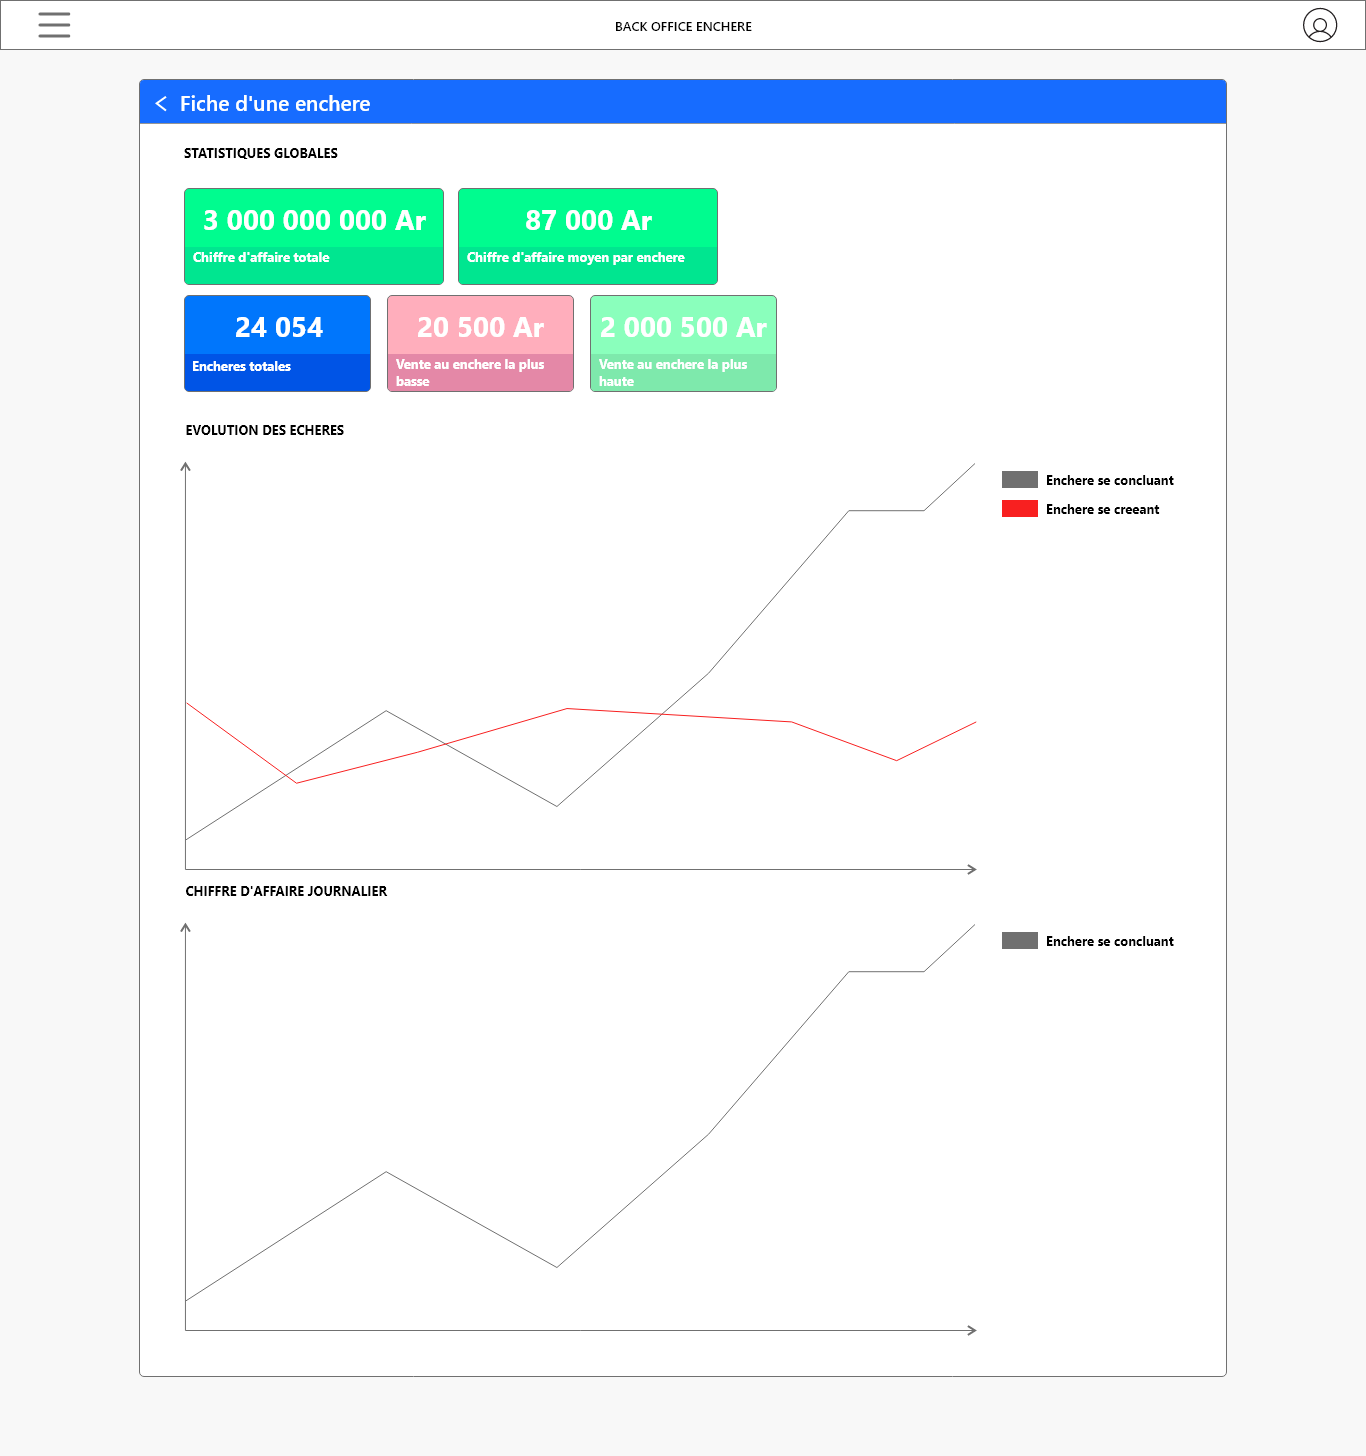 BACK OFFICE ENCHERE
Fiche d'une enchere
STATISTIQUES GLOBALES
3 000 000 000 Ar
Chiffre d'affaire totale
87 000 Ar
Chiffre d'affaire moyen par enchere
24 054
Encheres totales
20 500 Ar
Vente au enchere la plus
basse
2 000 500 Ar
Vente au enchere la plus
haute
EVOLUTION DES ECHERES
Enchere se concluant
Enchere se creeant
CHIFFRE D'AFFAIRE JOURNALIER
Enchere se concluant